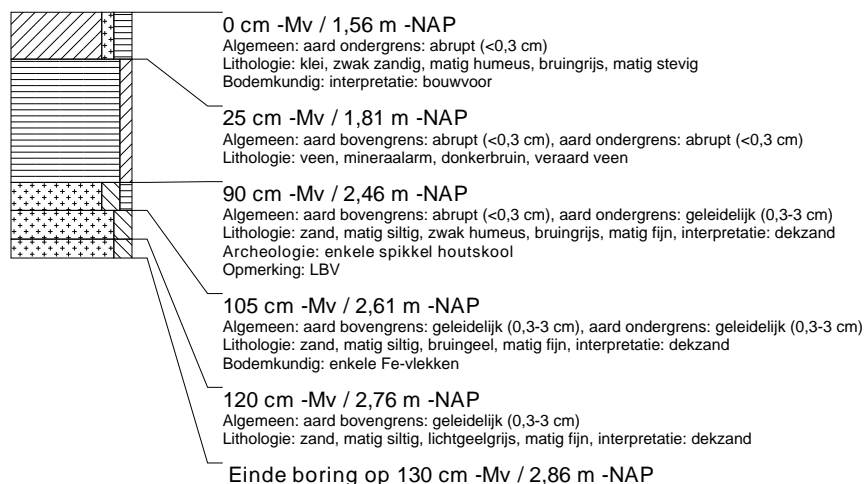 0 cm -Mv / 1,56 m -NAP
Algemeen: aard ondergrens: abrupt (<0,3 cm)
Lithologie: klei, zwak zandig, matig humeus, bruingrijs, matig stevig
Bodemkundig: interpretatie: bouwvoor
25 cm -Mv / 1,81 m -NAP
Algemeen: aard bovengrens: abrupt (<0,3 cm), aard ondergrens: abrupt (<0,3 cm)
Lithologie: veen, mineraalarm, donkerbruin, veraard veen
90 cm -Mv / 2,46 m -NAP
Algemeen: aard bovengrens: abrupt (<0,3 cm), aard ondergrens: geleidelijk (0,3-3 cm)
Lithologie: zand, matig siltig, zwak humeus, bruingrijs, matig fijn, interpretatie: dekzand
Archeologie: enkele spikkel houtskool
Opmerking: LBV
105 cm -Mv / 2,61 m -NAP
Algemeen: aard bovengrens: geleidelijk (0,3-3 cm), aard ondergrens: geleidelijk (0,3-3 cm)
Lithologie: zand, matig siltig, bruingeel, matig fijn, interpretatie: dekzand
Bodemkundig: enkele Fe-vlekken
120 cm -Mv / 2,76 m -NAP
Algemeen: aard bovengrens: geleidelijk (0,3-3 cm)
Lithologie: zand, matig siltig, lichtgeelgrijs, matig fijn, interpretatie: dekzand
Einde boring op 130 cm -Mv / 2,86 m -NAP